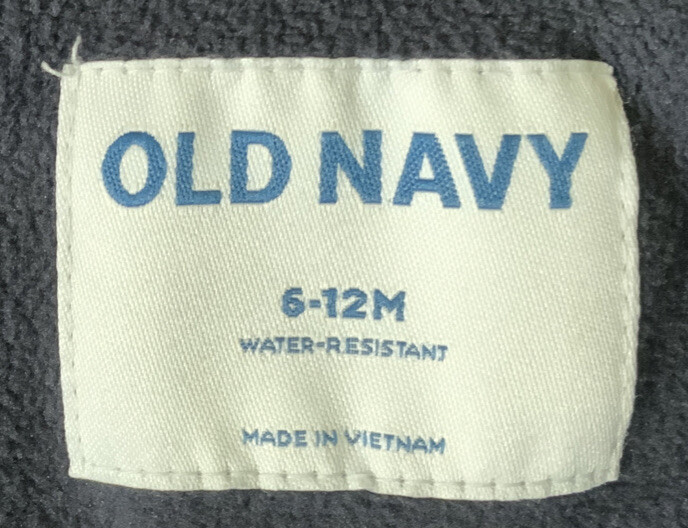 OLD NAVY
6-12M
WATER-RESISTANT
MADE IN VIETNAM